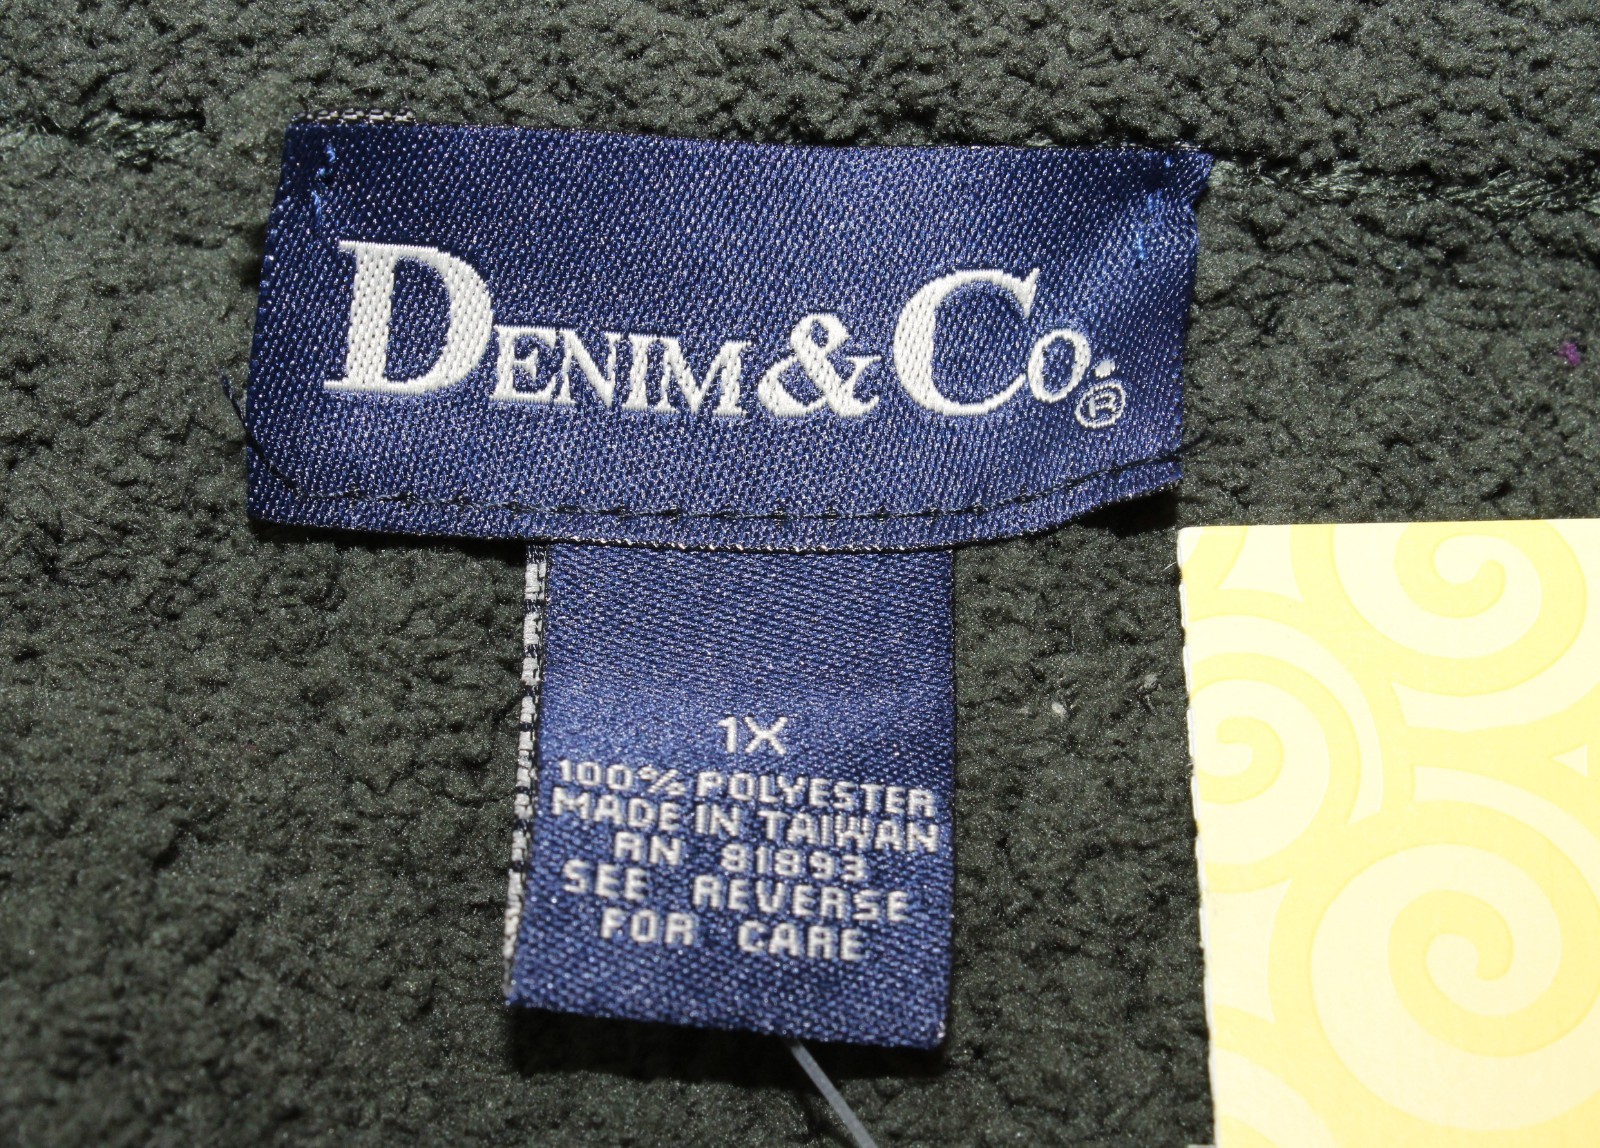 DENIM & CO.®
1X
100% POLYESTER
MADE IN TAIWAN
RN 81893
SEE REVERSE
FOR CARE